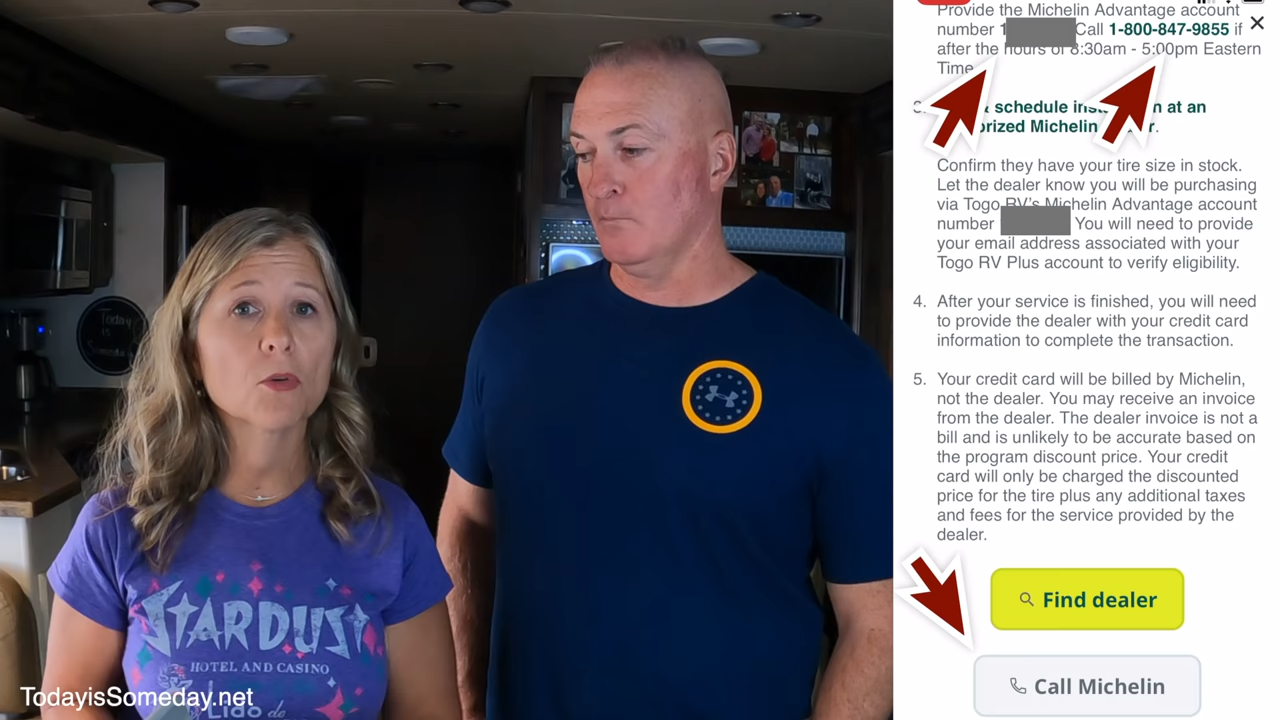 Provide the Michelin Advantage account
number 1 Call 1-800-847-9855 if
after the hours of 8:30am - 5:00pm Eastern
Time
& schedule
at an
Michelin
Confirm they have your tire size in stock.
Let the dealer know you will be purchasing
via Togo RV's Michelin Advantage account
number You will need to provide
your email address associated with your
Togo RV Plus account to verify eligibility.
4. After your service is finished, you will need
to provide the dealer with your credit card
information to complete the transaction.
5. Your credit card will be billed by Michelin,
not the dealer. You may receive an invoice
from the dealer. The dealer invoice is not a
bill and is unlikely to be accurate based on
the program discount price. Your credit
card will only be charged the discounted
price for the tire plus any additional taxes
and fees for the service provided by the
dealer.
Find dealer
Call Michelin
Today
is
Someday
STARDUST
HOTEL AND CASINO
Lido de
TodayisSomeday.net